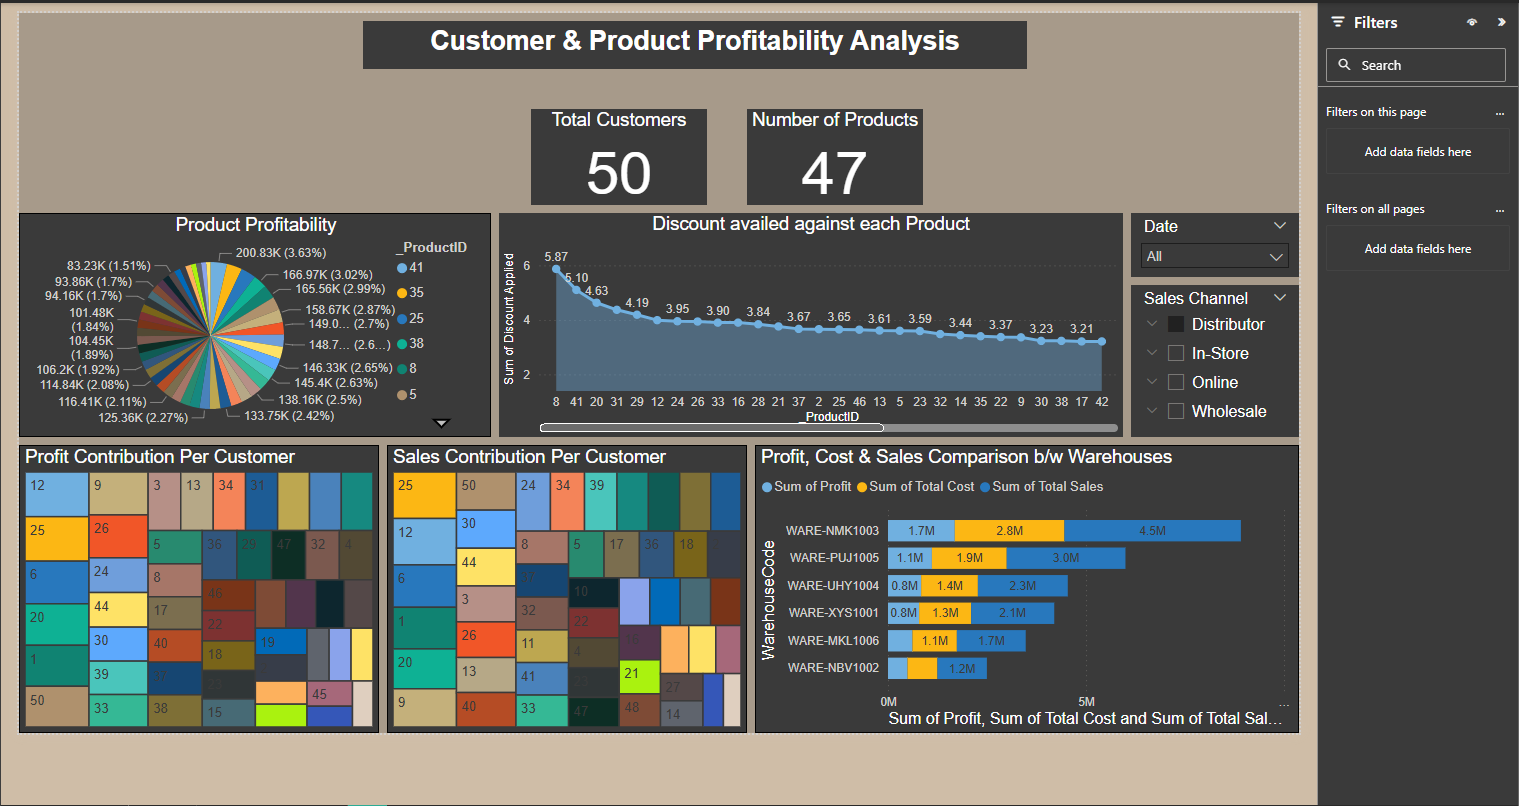 Customer & Product Profitability Analysis
Total Customers
50
Number of Products
47
Product Profitability
200.83K (3.63%)
166.97K (3.02%)
165.56K (2.99%)
158.67K (2.87%)
149.0… (2.7%)
148.7… (2.6…)
146.33K (2.65%)
145.4K (2.63%)
138.16K (2.5%)
133.75K (2.42%)
125.36K (2.27%)
116.41K (2.11%)
114.84K (2.08%)
106.2K (1.92%)
104.45K
(1.89%)
101.48K
(1.84%)
94.16K (1.7%)
93.86K (1.7%)
83.23K (1.51%)
_ProductID
41
35
25
38
8
5
Discount availed against each Product
Sum of Discount Applied
6
4
2
5.87
5.10
4.63
4.19
3.95
3.90
3.84
3.67
3.65
3.61
3.59
3.44
3.37
3.23
3.21
8 41 20 31 29 12 24 26 33 16 28 21 37 2 25 46 13 5 23 32 14 35 22 9 30 38 17 42
_ProductID
Date
All
Sales Channel
Distributor
In-Store
Online
Wholesale
Profit Contribution Per Customer
12
25
6
20
1
50
9
26
24
44
30
39
33
3
13
34
31
5
8
17
40
38
36
29
47
32
4
46
22
18
15
19
45
Sales Contribution Per Customer
25
12
6
1
20
9
50
30
44
3
26
13
40
24
34
39
8
32
11
41
33
5
17
36
18
10
22
4
47
21
48
27
14
Profit, Cost & Sales Comparison b/w Warehouses
Sum of Profit Sum of Total Cost Sum of Total Sales
WarehouseCode
WARE-NMK1003 1.7M 2.8M 4.5M
WARE-PUJ1005 1.1M 1.9M 3.0M
WARE-UHY1004 0.8M 1.4M 2.3M
WARE-XYS1001 0.8M 1.3M 2.1M
WARE-MKL1006 1.1M 1.7M
WARE-NBV1002 1.2M
0M 5M …
Sum of Profit, Sum of Total Cost and Sum of Total Sal…
Filters
Search
Filters on this page
Add data fields here
Filters on all pages
Add data fields here